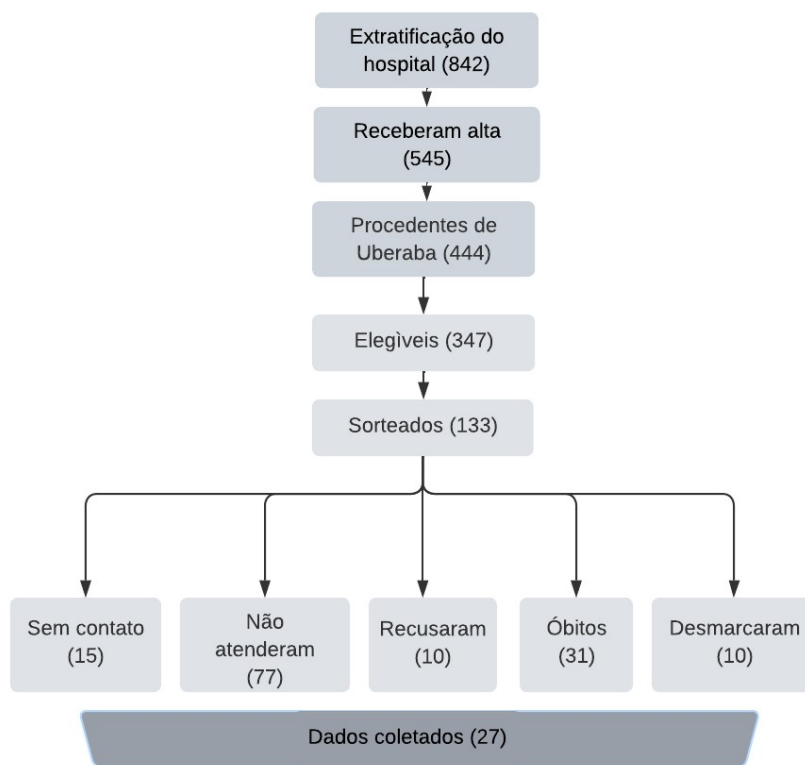 Extratificação do
hospital (842)
Receberam alta
(545)
Procedentes de
Uberaba (444)
Elegìveis (347)
Sorteados (133)
Sem contato
(15)
Não
atenderam
(77)
Recusaram
(10)
Óbitos
(31)
Desmarcaram
(10)
Dados coletados (27)